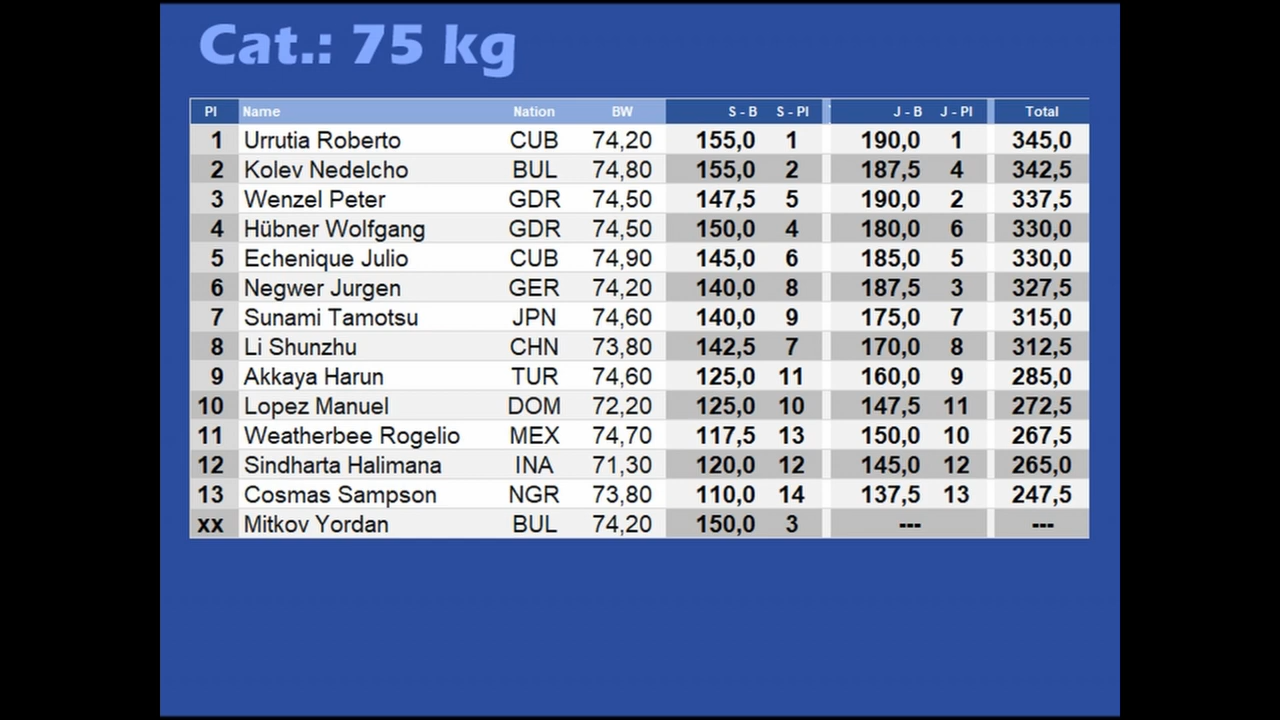 Cat.: 75 kg
Pl Name Nation BW S - B S - Pl J - B J - Pl Total
1 Urrutia Roberto CUB 74,20 155,0 1 190,0 1 345,0
2 Kolev Nedelcho BUL 74,80 155,0 2 187,5 4 342,5
3 Wenzel Peter GDR 74,50 147,5 5 190,0 2 337,5
4 Hübner Wolfgang GDR 74,50 150,0 4 180,0 6 330,0
5 Echenique Julio CUB 74,90 145,0 6 185,0 5 330,0
6 Negwer Jurgen GER 74,20 140,0 8 187,5 3 327,5
7 Sunami Tamotsu JPN 74,60 140,0 9 175,0 7 315,0
8 Li Shunzhu CHN 73,80 142,5 7 170,0 8 312,5
9 Akkaya Harun TUR 74,60 125,0 11 160,0 9 285,0
10 Lopez Manuel DOM 72,20 125,0 10 147,5 11 272,5
11 Weatherbee Rogelio MEX 74,70 117,5 13 150,0 10 267,5
12 Sindharta Halimana INA 71,30 120,0 12 145,0 12 265,0
13 Cosmas Sampson NGR 73,80 110,0 14 137,5 13 247,5
xx Mitkov Yordan BUL 74,20 150,0 3 --- ---